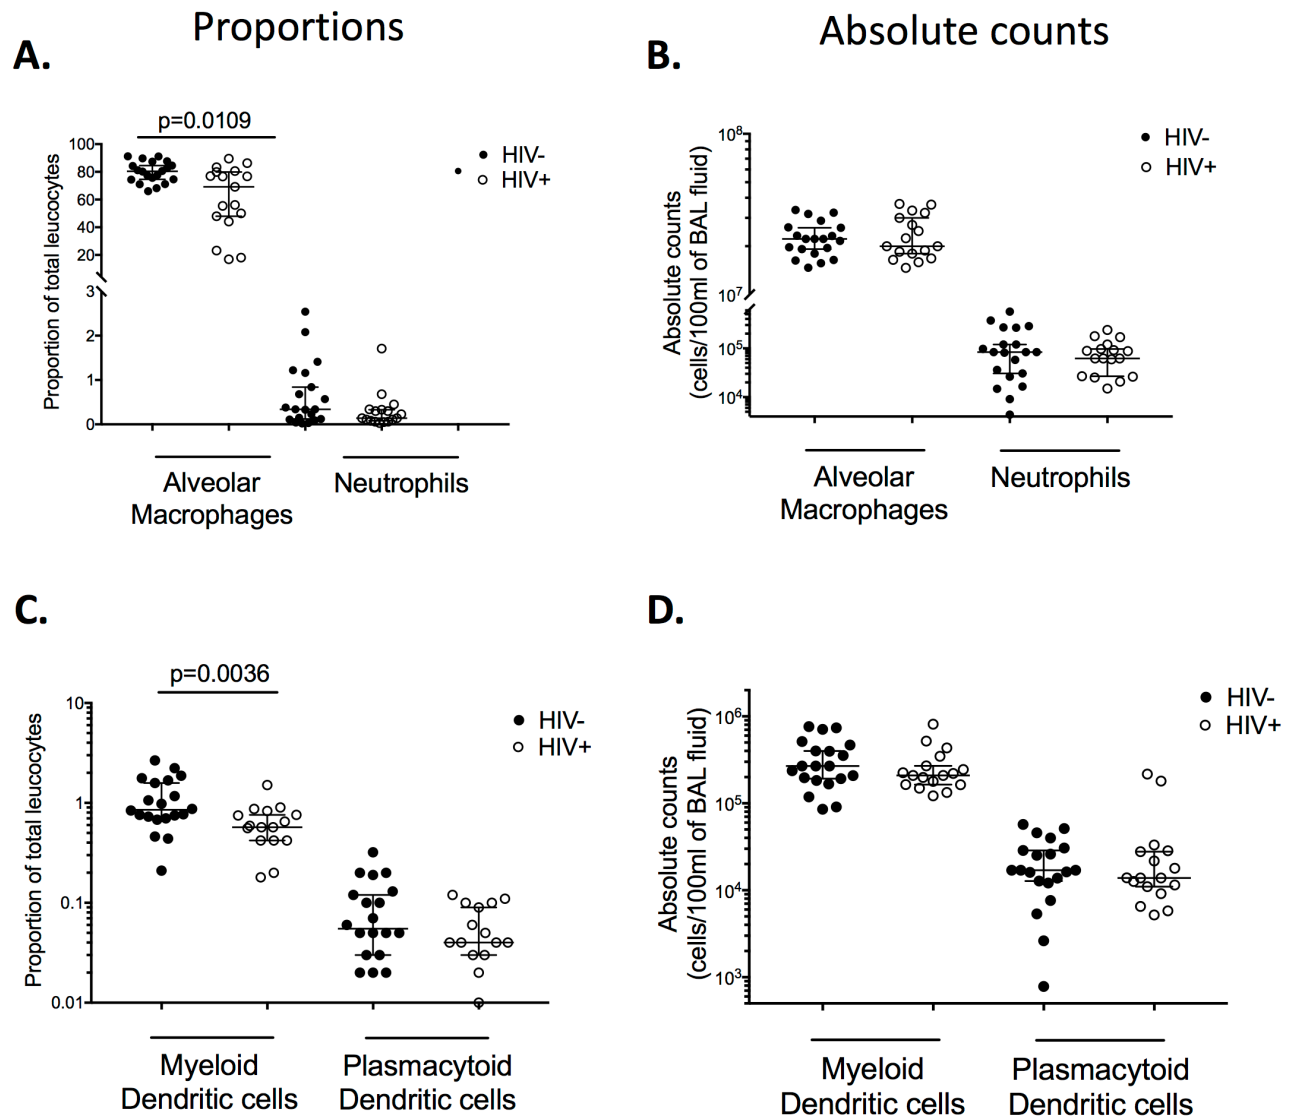 Proportions
Absolute counts
A.
B.
p=0.0109
Proportion of total leucocytes
100
80
60
40
20
3
2
1
0
HIV-
HIV+
Alveolar
Macrophages
Neutrophils
Absolute counts
(cells/100ml of BAL fluid)
10⁸
10⁷
10⁵
10⁴
HIV-
HIV+
Alveolar
Macrophages
Neutrophils
C.
D.
p=0.0036
Proportion of total leucocytes
10
1
0.1
0.01
HIV-
HIV+
Myeloid
Dendritic cells
Plasmacytoid
Dendritic cells
Absolute counts
(cells/100ml of BAL fluid)
10⁶
10⁵
10⁴
10³
HIV-
HIV+
Myeloid
Dendritic cells
Plasmacytoid
Dendritic cells